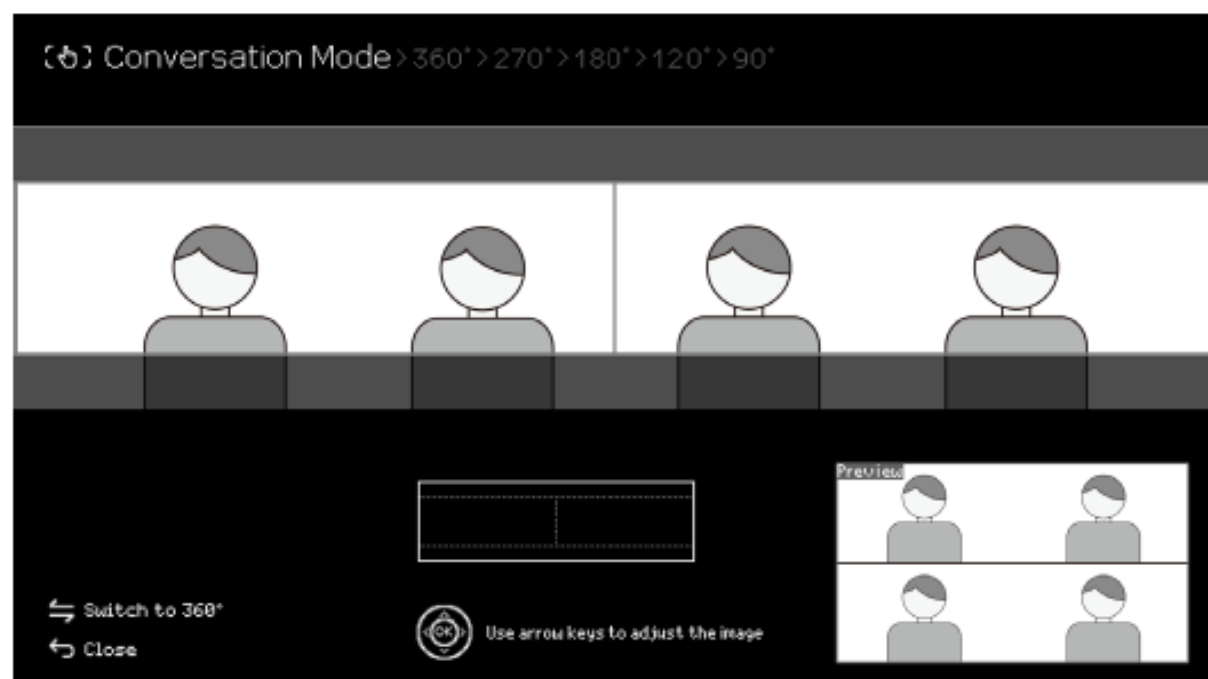 Conversation Mode>360°>270°>180°>120°>90°
Preview
Switch to 360°
OK Use arrow keys to adjust the image
Close